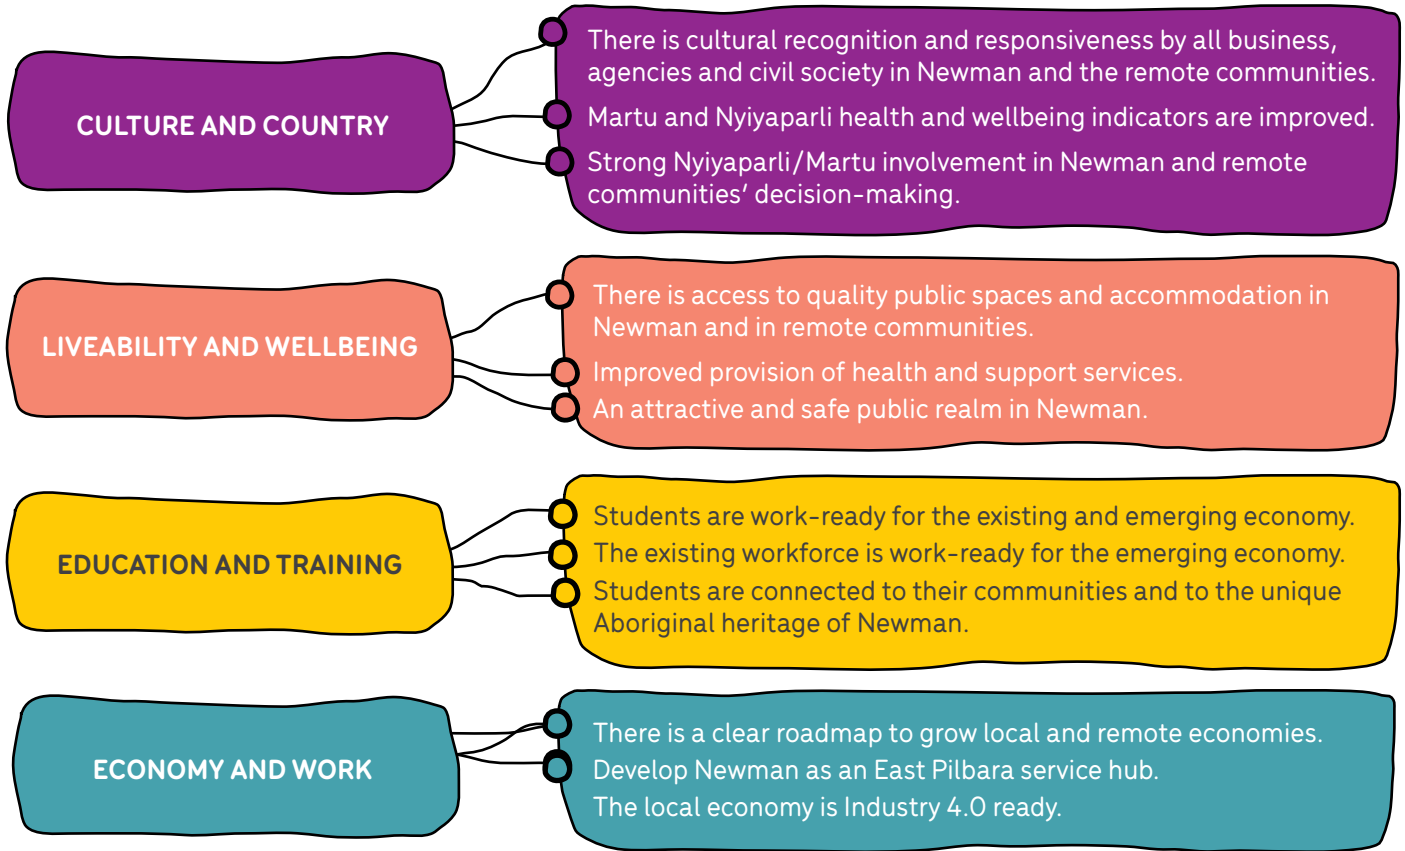 CULTURE AND COUNTRY
There is cultural recognition and responsiveness by all business,
agencies and civil society in Newman and the remote communities.
Martu and Nyiyaparli health and wellbeing indicators are improved.
Strong Nyiyaparli/Martu involvement in Newman and remote
communities' decision-making.
LIVEABILITY AND WELLBEING
There is access to quality public spaces and accommodation in
Newman and in remote communities.
Improved provision of health and support services.
An attractive and safe public realm in Newman.
EDUCATION AND TRAINING
Students are work-ready for the existing and emerging economy.
The existing workforce is work-ready for the emerging economy.
Students are connected to their communities and to the unique
Aboriginal heritage of Newman.
ECONOMY AND WORK
There is a clear roadmap to grow local and remote economies.
Develop Newman as an East Pilbara service hub.
The local economy is Industry 4.0 ready.